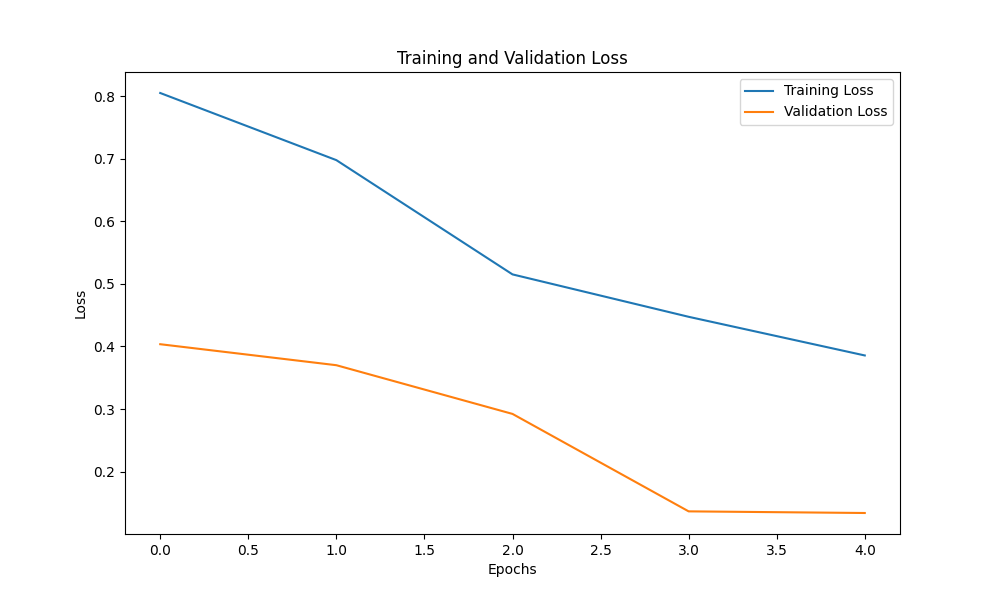 Training and Validation Loss
Training Loss
Validation Loss
Loss
0.8
0.7
0.6
0.5
0.4
0.3
0.2
0.0 0.5 1.0 1.5 2.0 2.5 3.0 3.5 4.0
Epochs